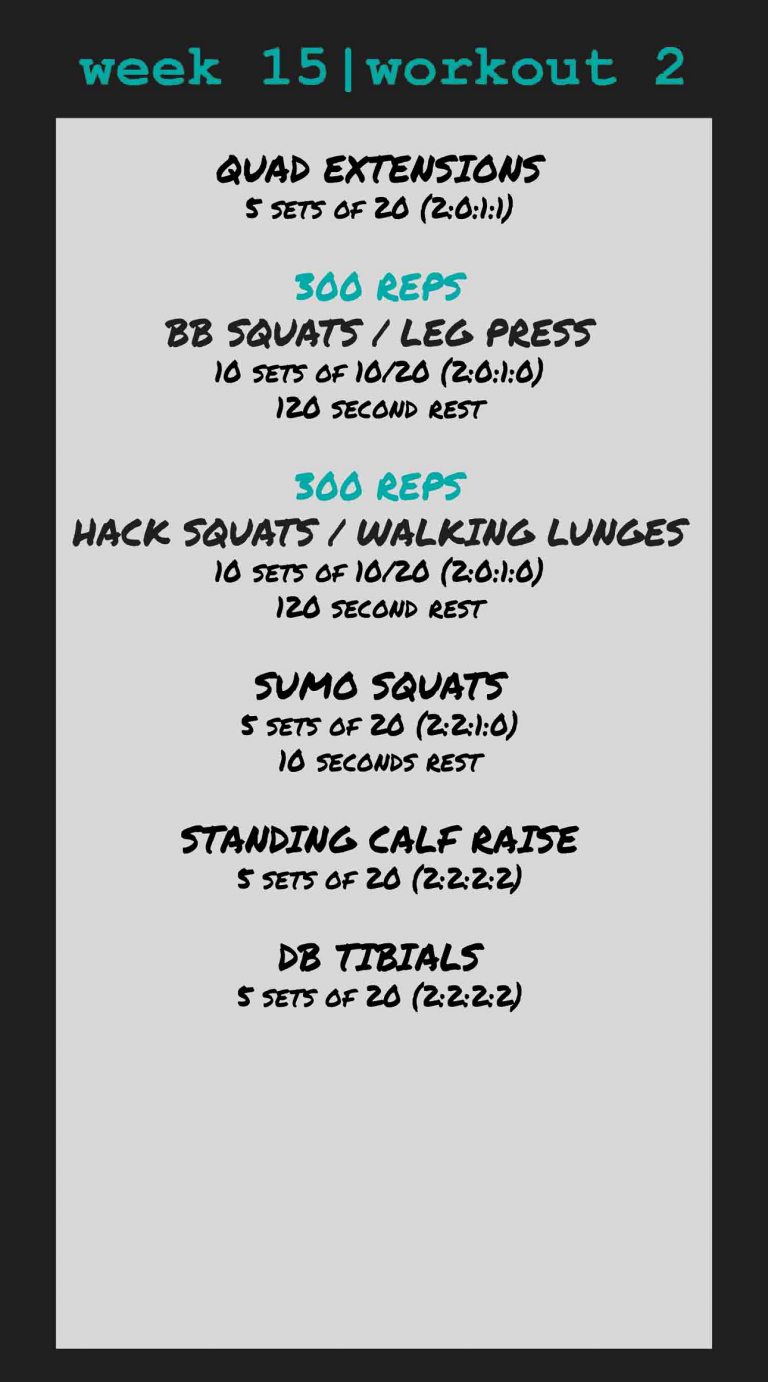 week 15|workout 2
QUAD EXTENSIONS
5 SETS OF 20 (2:0:1:1)
300 REPS
BB SQUATS / LEG PRESS
10 SETS OF 10/20 (2:0:1:0)
120 SECOND REST
300 REPS
HACK SQUATS / WALKING LUNGES
10 SETS OF 10/20 (2:0:1:0)
120 SECOND REST
SUMO SQUATS
5 SETS OF 20 (2:2:1:0)
10 SECONDS REST
STANDING CALF RAISE
5 SETS OF 20 (2:2:2:2)
DB TIBIALS
5 SETS OF 20 (2:2:2:2)